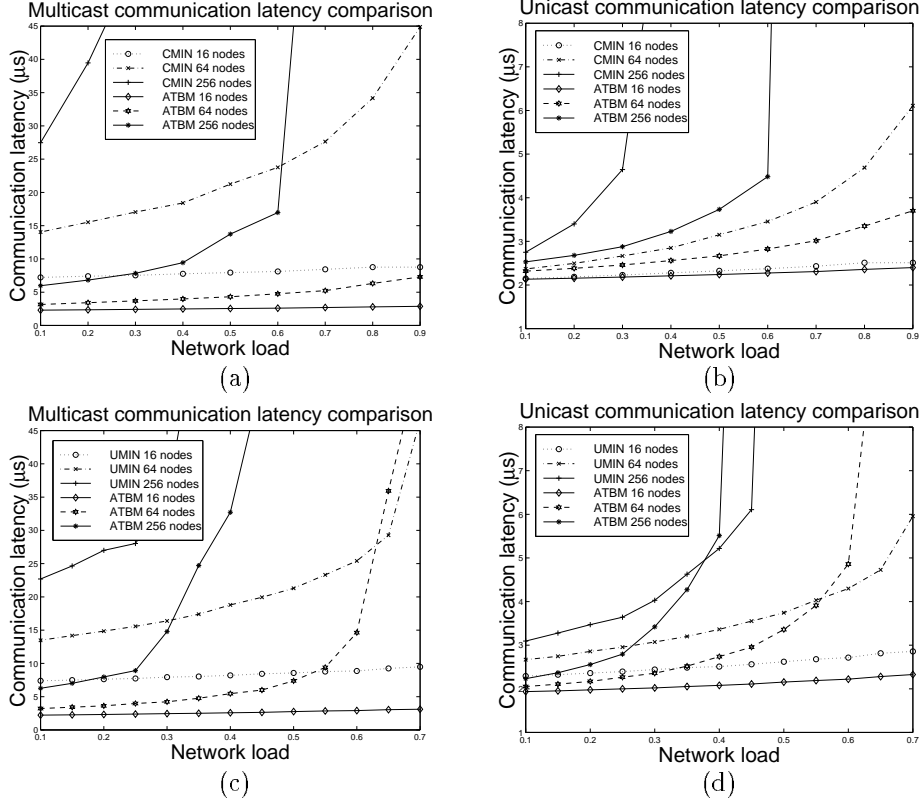 Multicast communication latency comparison
45
40
35
30
25
20
15
10
5
0
Communication latency (μs)
CMIN 16 nodes
CMIN 64 nodes
CMIN 256 nodes
ATBM 16 nodes
ATBM 64 nodes
ATBM 256 nodes
0.1 0.2 0.3 0.4 0.5 0.6 0.7 0.8 0.9
Network load
(a)
Unicast communication latency comparison
8
7
6
5
4
3
2
1
Communication latency (μs)
CMIN 16 nodes
CMIN 64 nodes
CMIN 256 nodes
ATBM 16 nodes
ATBM 64 nodes
ATBM 256 nodes
0.1 0.2 0.3 0.4 0.5 0.6 0.7 0.8 0.9
Network load
(b)
Multicast communication latency comparison
45
40
35
30
25
20
15
10
5
0
Communication latency (μs)
UMIN 16 nodes
UMIN 64 nodes
UMIN 256 nodes
ATBM 16 nodes
ATBM 64 nodes
ATBM 256 nodes
0.1 0.2 0.3 0.4 0.5 0.6 0.7
Network load
(c)
Unicast communication latency comparison
8
7
6
5
4
3
2
1
Communication latency (μs)
UMIN 16 nodes
UMIN 64 nodes
UMIN 256 nodes
ATBM 16 nodes
ATBM 64 nodes
ATBM 256 nodes
0.1 0.2 0.3 0.4 0.5 0.6 0.7
Network load
(d)